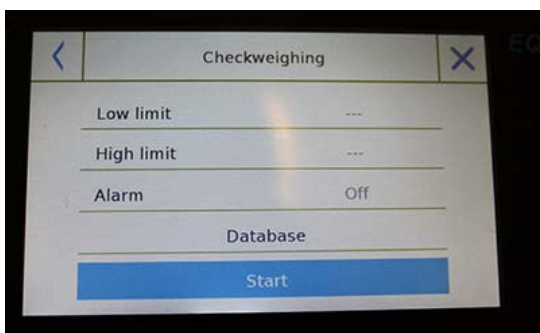 Checkweighing
Low limit ---
High limit ---
Alarm Off
Database
Start